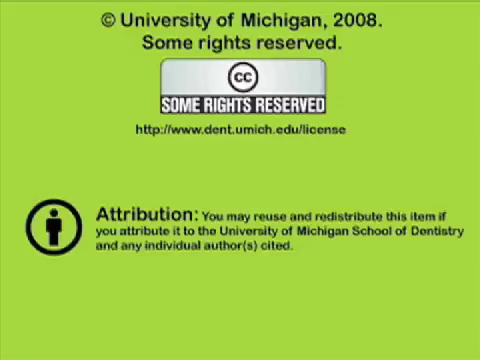 © University of Michigan, 2008.
Some rights reserved.
cc
SOME RIGHTS RESERVED
http://www.dent.umich.edu/license
Attribution: You may reuse and redistribute this item if
you attribute it to the University of Michigan School of Dentistry
and any individual author(s) cited.